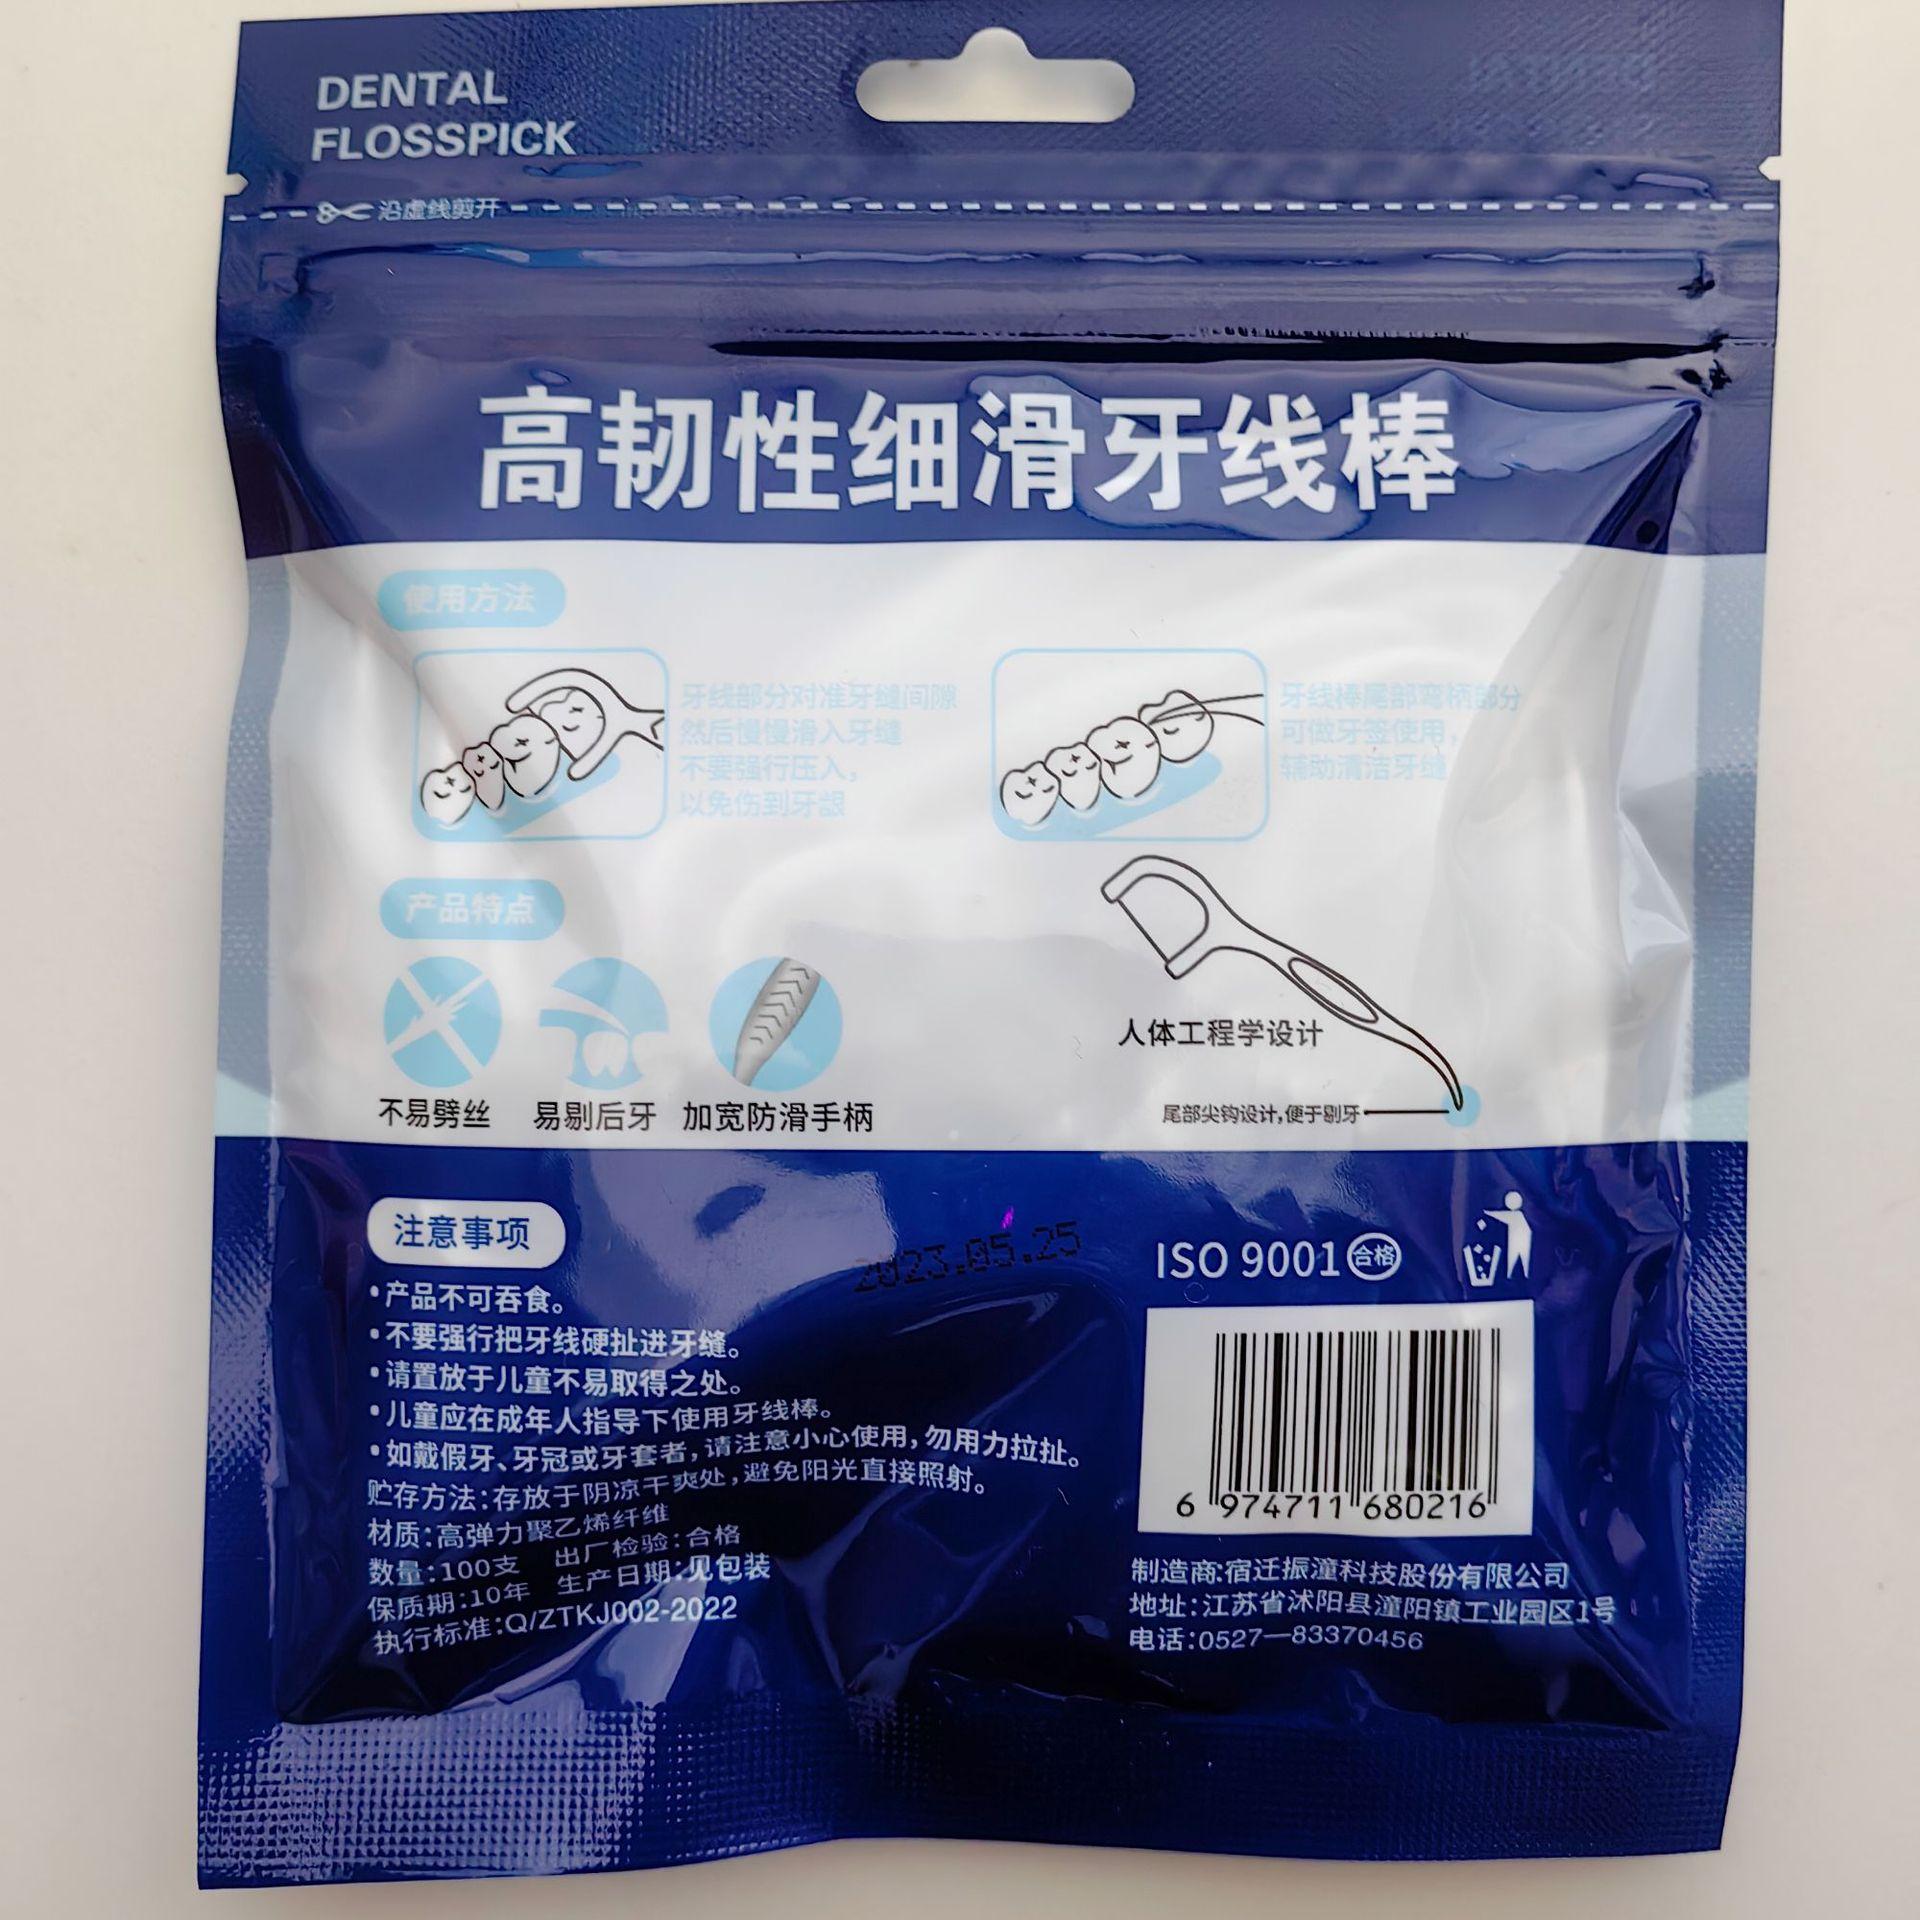 DENTAL
FLOSSPICK
沿虚线剪开
高韧性细滑牙线棒
使用方法
牙线部分对准牙缝间隙
然后慢慢滑入牙缝
不要强行压入，
以免伤到牙龈
牙线棒尾部弯柄部分
可做牙签使用，
辅助清洁牙缝
产品特点
不易劈丝
易剔后牙
加宽防滑手柄
人体工程学设计
尾部尖钩设计,便于剔牙
注意事项
•产品不可吞食。
•不要强行把牙线硬扯进牙缝。
•请置放于儿童不易取得之处。
•儿童应在成年人指导下使用牙线棒。
•如戴假牙、牙冠或牙套者,请注意小心使用,勿用力拉扯。
贮存方法:存放于阴凉干爽处,避免阳光直接照射。
材质:高弹力聚乙烯纤维
数量:100支 出厂检验:合格
保质期:10年 生产日期:见包装
执行标准:Q/ZTKJ002-2022
2023.05.25
ISO 9001 合格
6 974711 680216
制造商:宿迁振潼科技股份有限公司
地址:江苏省沭阳县潼阳镇工业园区1号
电话:0527—83370456